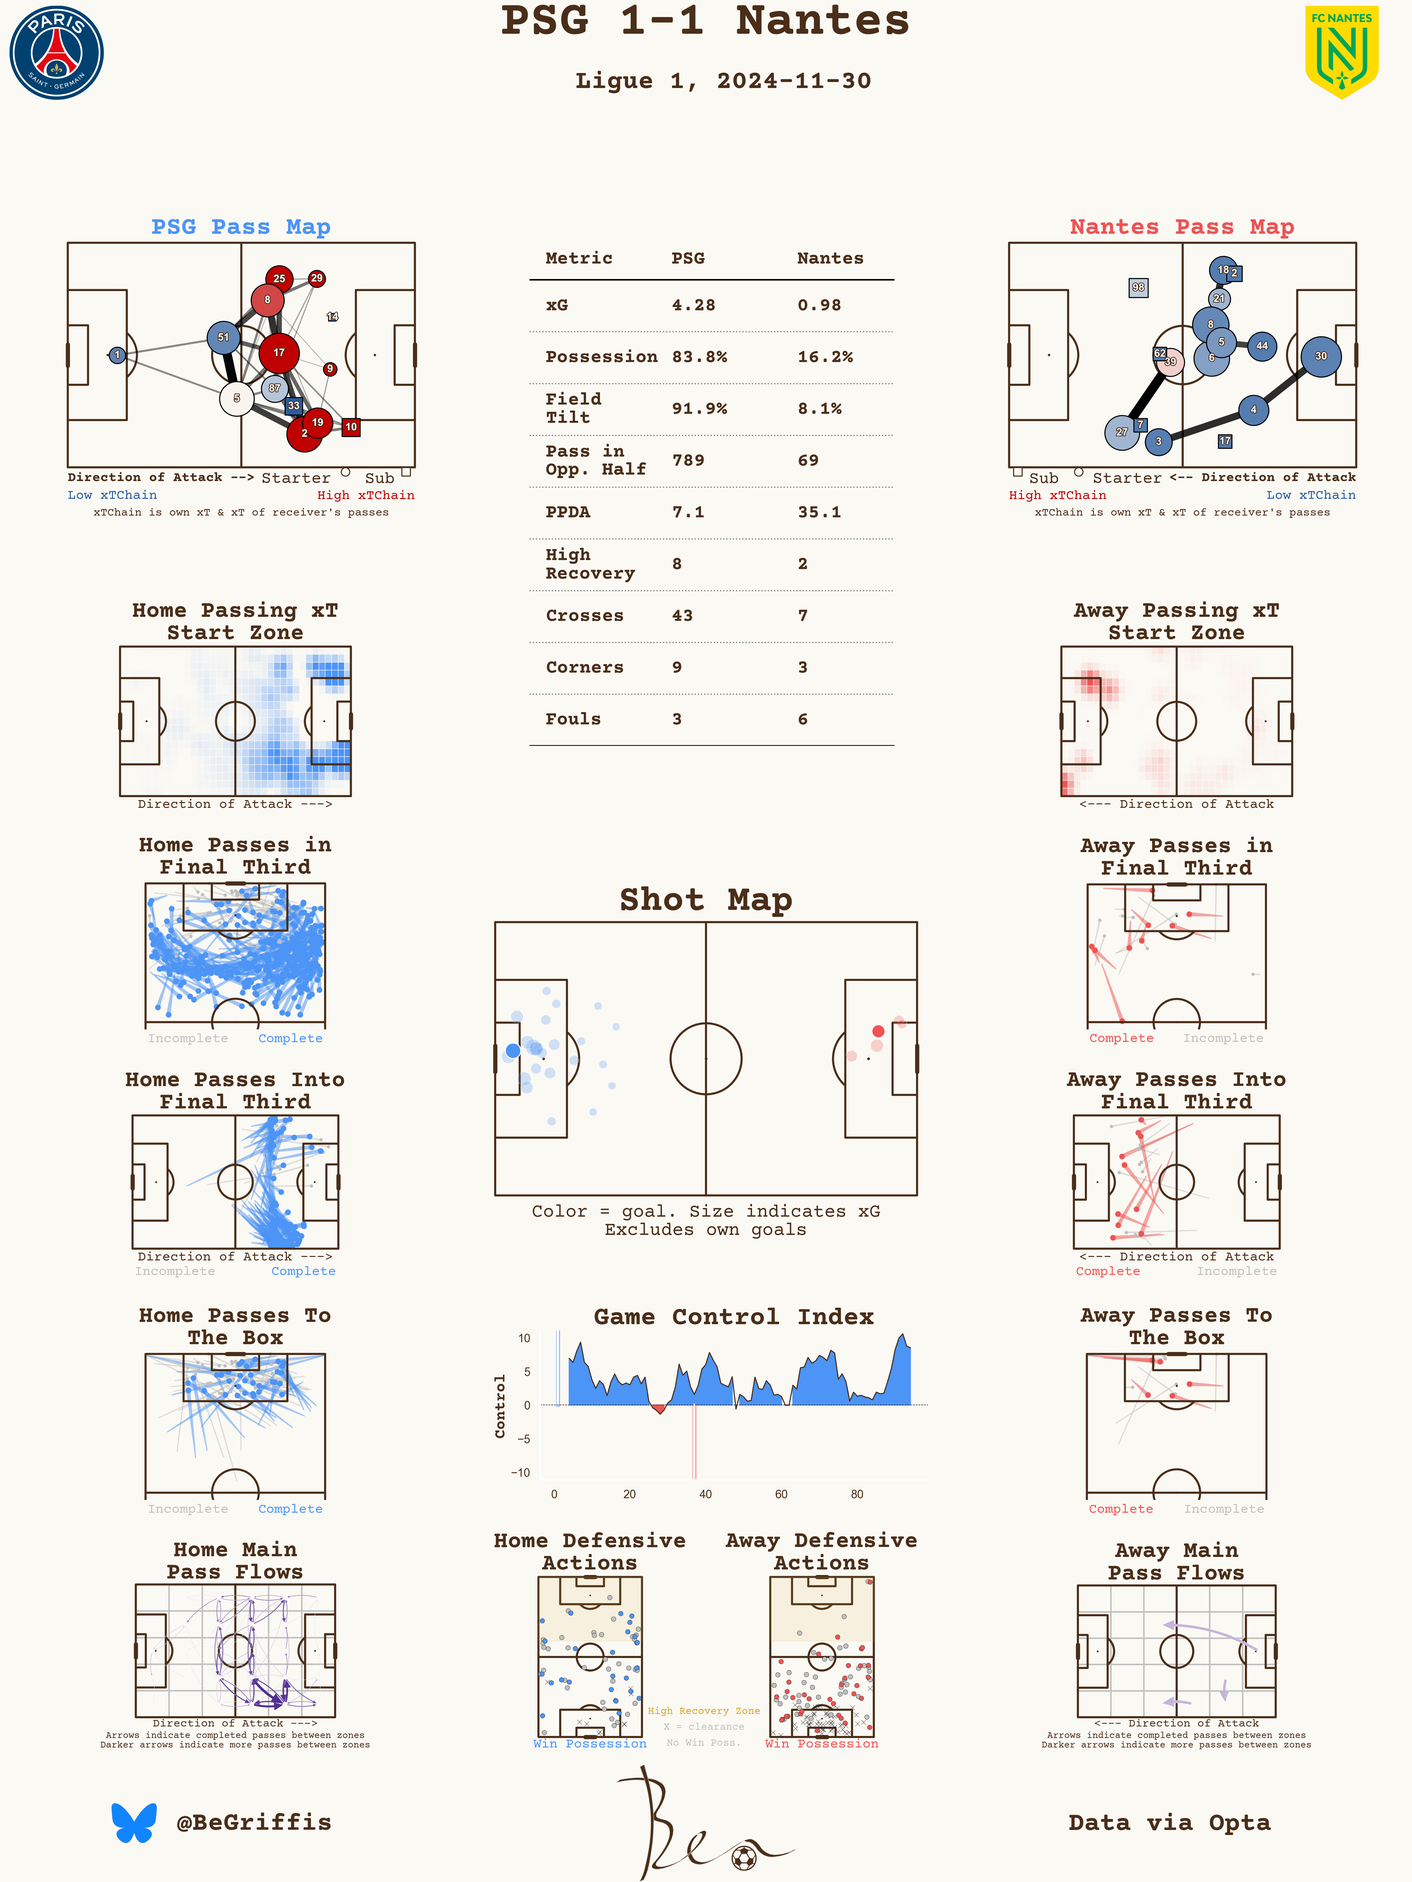 PSG 1-1 Nantes
Ligue 1, 2024-11-30
PARIS
SAINT-GERMAIN
FC NANTES
PSG Pass Map
25
29
8
14
51
17
1
9
87
5
33
19
2
10
Direction of Attack --> Starter Sub
Low xTChain High xTChain
xTChain is own xT & xT of receiver's passes
Metric PSG Nantes
xG 4.28 0.98
Possession 83.8% 16.2%
Field
Tilt 91.9% 8.1%
Pass in
Opp. Half 789 69
PPDA 7.1 35.1
High
Recovery 8 2
Crosses 43 7
Corners 9 3
Fouls 3 6
Nantes Pass Map
18
2
98
21
8
5
44
62
39
6
30
4
7
27
3
17
Sub Starter <-- Direction of Attack
High xTChain Low xTChain
xTChain is own xT & xT of receiver's passes
Home Passing xT
Start Zone
Direction of Attack --->
Away Passing xT
Start Zone
<--- Direction of Attack
Home Passes in
Final Third
Incomplete Complete
Away Passes in
Final Third
Complete Incomplete
Shot Map
Color = goal. Size indicates xG
Excludes own goals
Home Passes Into
Final Third
Direction of Attack --->
Incomplete Complete
Away Passes Into
Final Third
<--- Direction of Attack
Complete Incomplete
Home Passes To
The Box
Incomplete Complete
Game Control Index
Control
10
5
0
−5
−10
0 20 40 60 80
Away Passes To
The Box
Complete Incomplete
Home Main
Pass Flows
Direction of Attack --->
Arrows indicate completed passes between zones
Darker arrows indicate more passes between zones
Home Defensive
Actions
Win Possession
High Recovery Zone
X = clearance
No Win Poss.
Away Defensive
Actions
Win Possession
Away Main
Pass Flows
<--- Direction of Attack
Arrows indicate completed passes between zones
Darker arrows indicate more passes between zones
@BeGriffis
Ben
Data via Opta